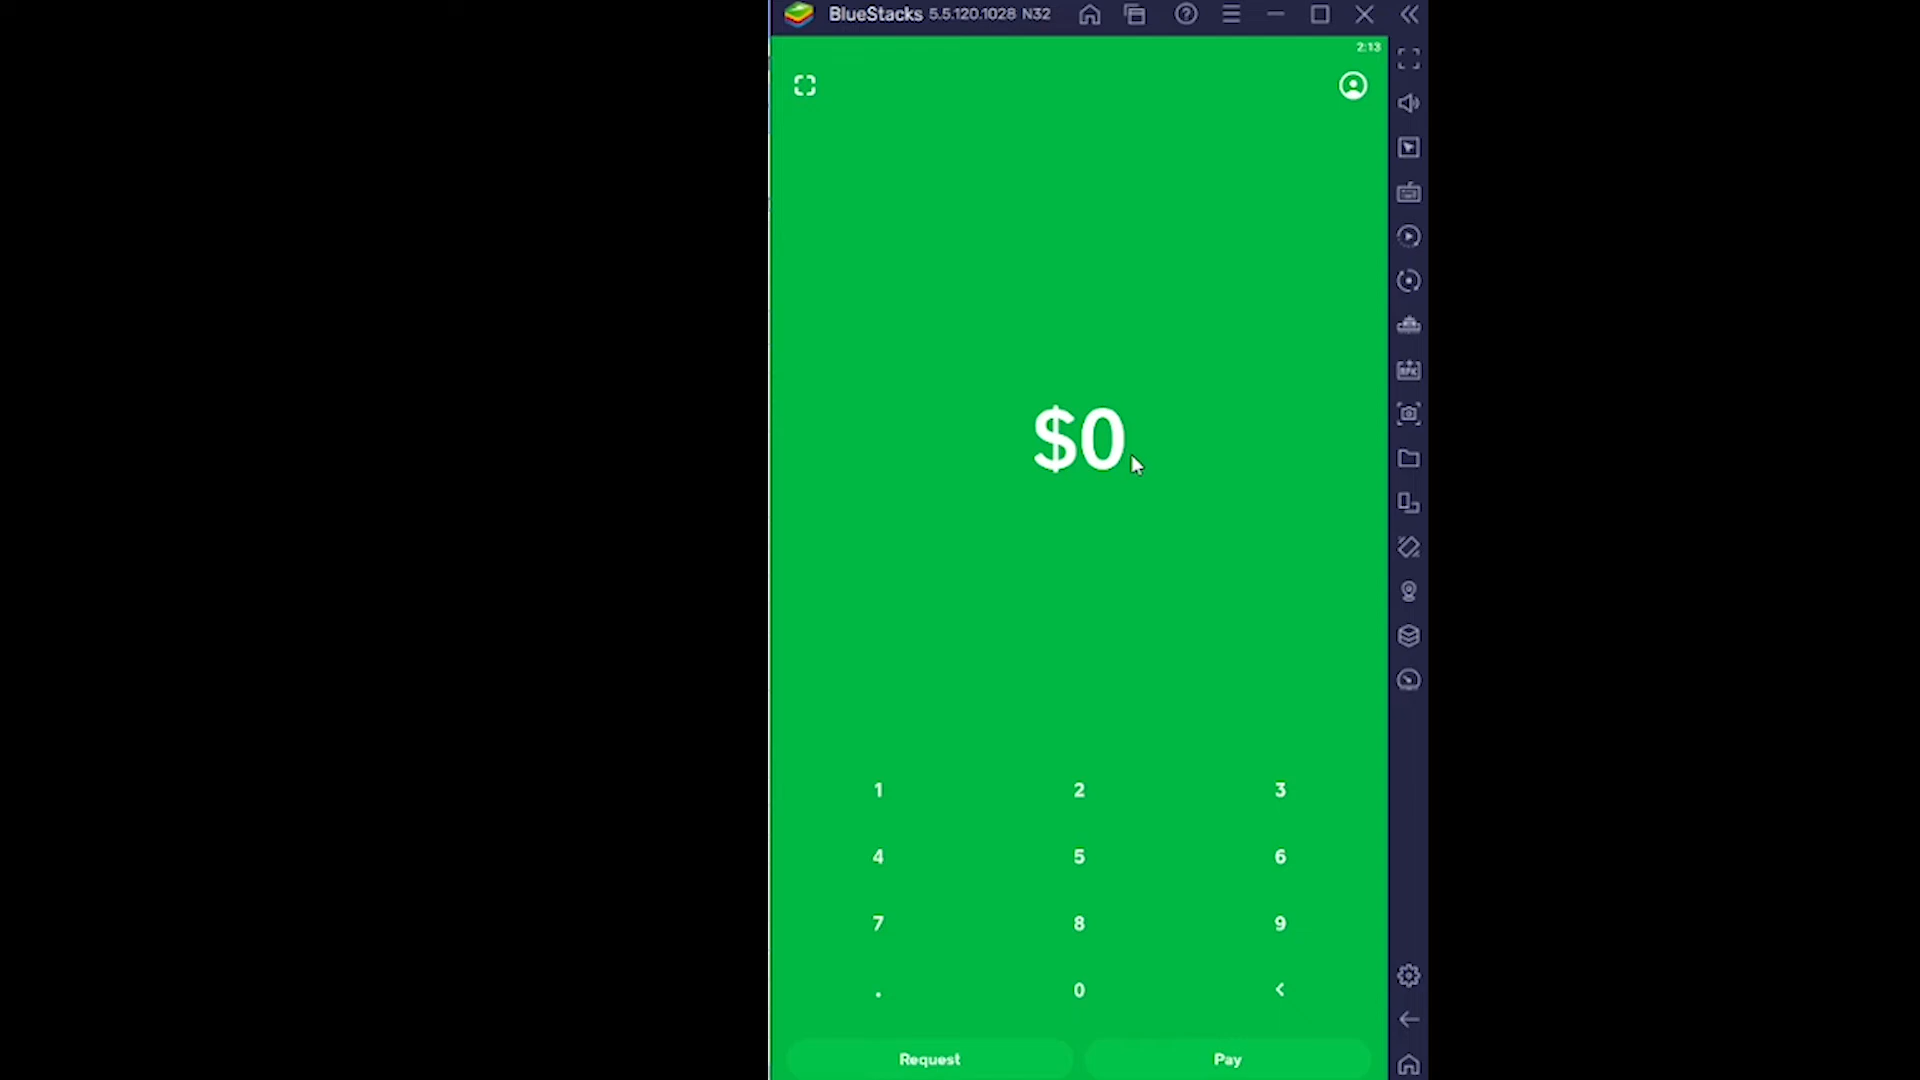 BlueStacks 5.5.120.1028 N32
2:13
$0
1 2 3
4 5 6
7 8 9
. 0 <
Request Pay